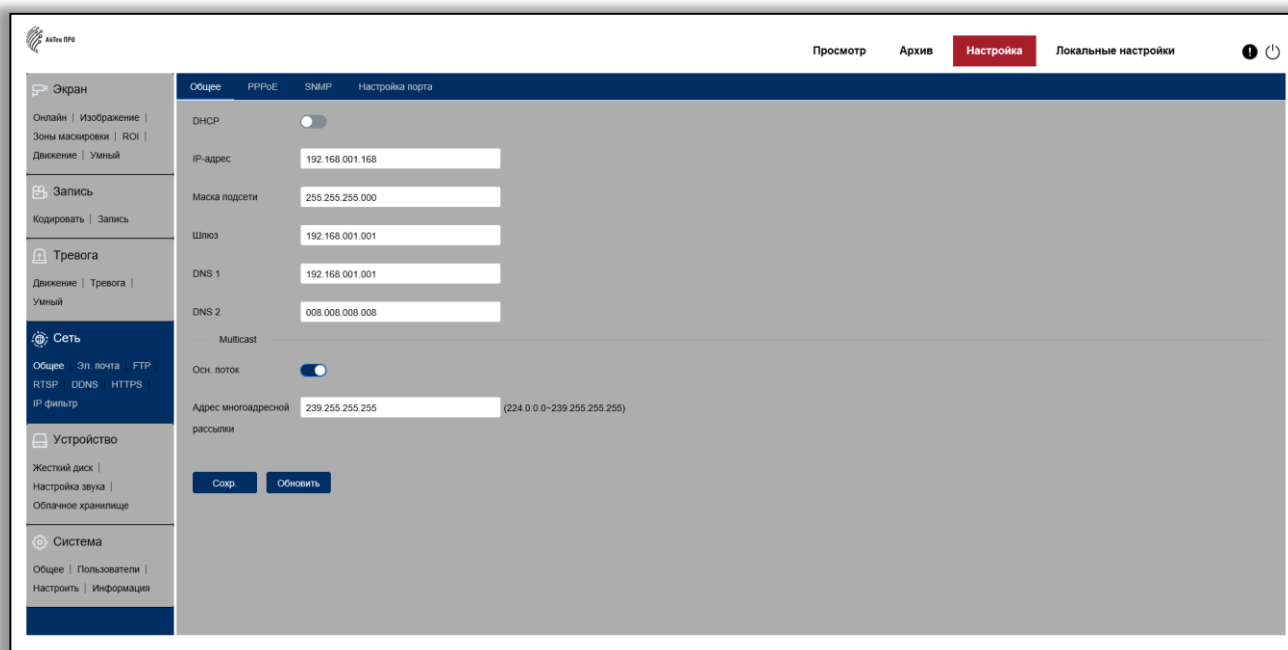 АйТек ПРО
Просмотр Архив Настройка Локальные настройки
Экран
Онлайн | Изображение |
Зоны маскировки | ROI |
Движение | Умный
Запись
Кодировать | Запись
Тревога
Движение | Тревога |
Умный
Сеть
Общее | Эл. почта | FTP |
RTSP | DDNS | HTTPS |
IP фильтр
Устройство
Жесткий диск |
Настройка звука |
Облачное хранилище
Система
Общее | Пользователи |
Настроить | Информация
Общее PPPoE SNMP Настройка порта
DHCP
IP-адрес 192.168.001.168
Маска подсети 255.255.255.000
Шлюз 192.168.001.001
DNS 1 192.168.001.001
DNS 2 008.008.008.008
Multicast
Осн. поток
Адрес многоадресной 239.255.255.255 (224.0.0.0~239.255.255.255)
рассылки
Сохр. Обновить